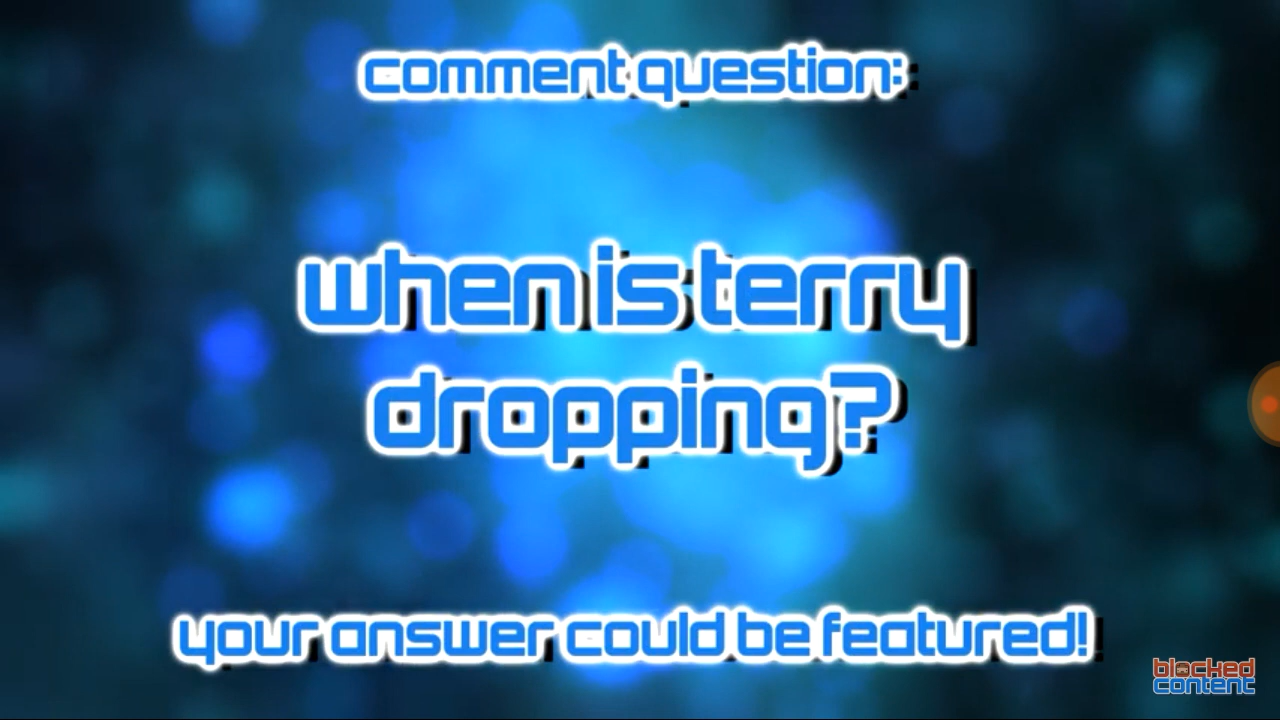 comment question:
when is terry
dropping?
your answer could be featured!
blocked
content